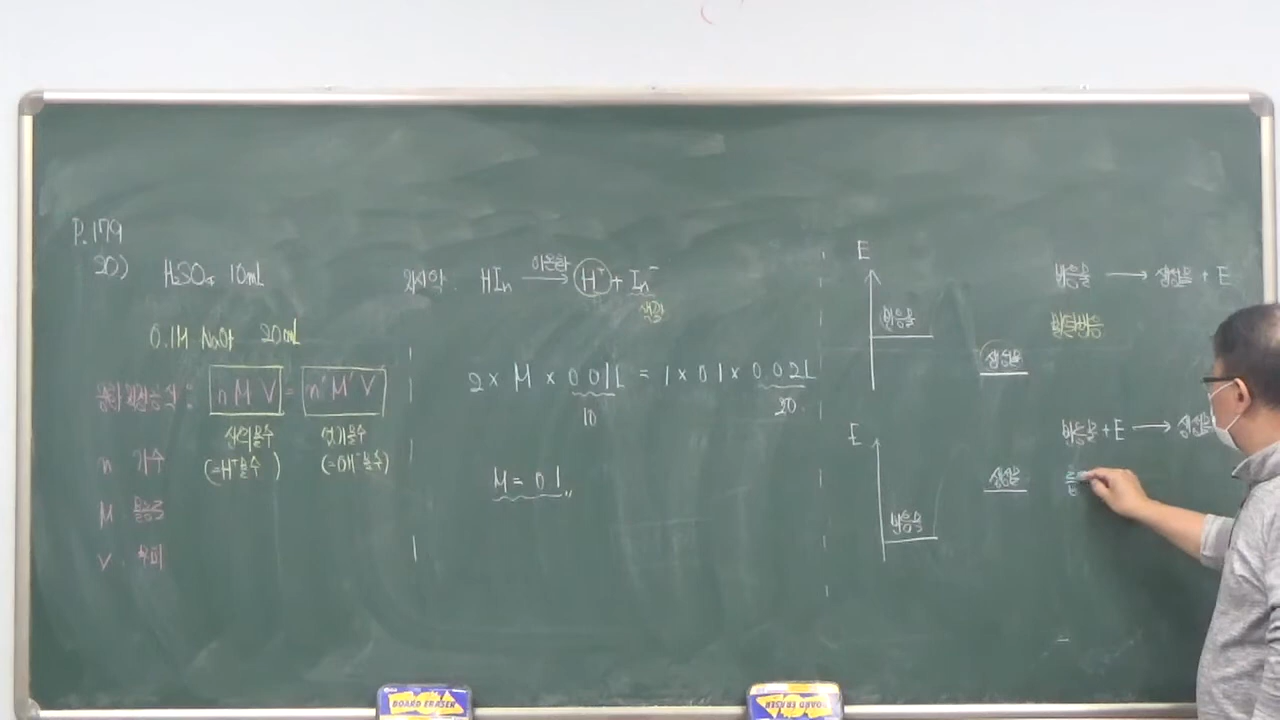 P.179
20) H₂SO₄ 10mL
0.1M NaOH 20mL
중화 적정 공식 : n M V = n' M' V'
산의 몰수 염기 몰수
(=H⁺ 몰수) (=OH⁻ 몰수)
n 가수
M 몰농도
V 부피
지시약. HIn 이온화 → H⁺ + In⁻
색깔
2 × M × 0.01L = 1 × 0.1 × 0.02L
10 20
M = 0.1
E
반응물
생성물
반응물 → 생성물 + E
발열반응
E
반응물
생성물
반응물 + E → 생성물
BOARD ERASER
BOARD ERASER